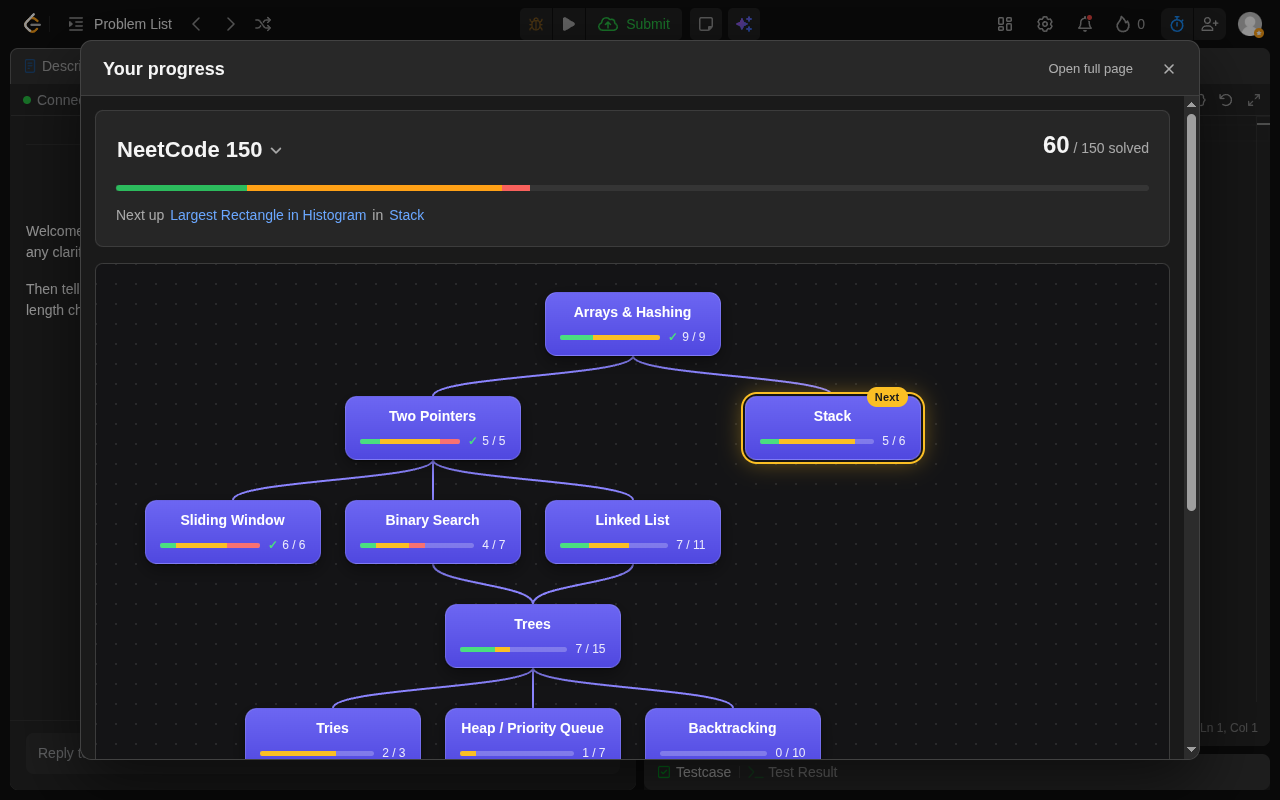 Problem List
Submit
0
Descri
Your progress
Open full page
Connec
NeetCode 150
60 / 150 solved
Next up Largest Rectangle in Histogram in Stack
Welcome
any clarif
Then tell
length ch
Arrays & Hashing
✓ 9 / 9
Next
Two Pointers
✓ 5 / 5
Stack
5 / 6
Sliding Window
✓ 6 / 6
Binary Search
4 / 7
Linked List
7 / 11
Trees
7 / 15
Tries
2 / 3
Heap / Priority Queue
1 / 7
Backtracking
0 / 10
Ln 1, Col 1
Reply t
Testcase
Test Result